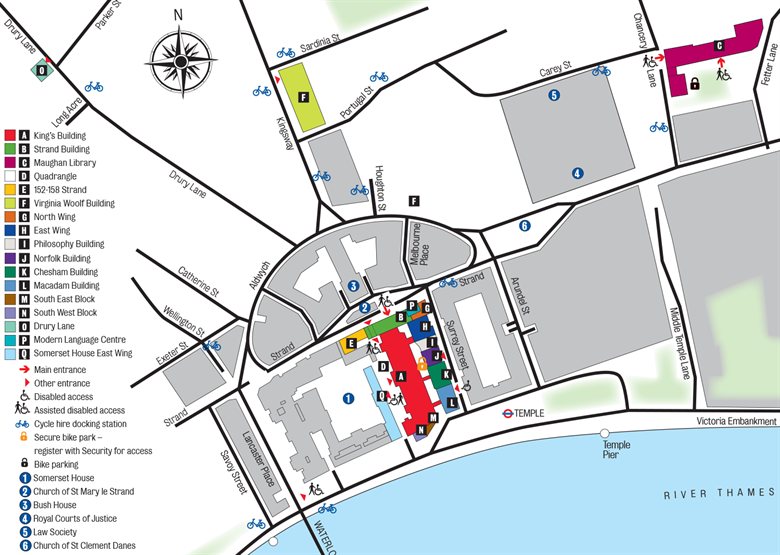 N
Drury Lane
Parker St
O
Long Acre
Sardinia St
Kingsway
F
Portugal St
Carey St
5
4
Chancery
Lane
C
Fetter Lane
Drury Lane
Houghton St
F
Melbourne
Place
6
Aldwych
3
2
Strand
Catherine St
Wellington St
Exeter St
Strand
Strand
Arundel St
Surrey Street
Middle Temple Lane
E
B
P
G
H
I
J
D
A
K
Q
L
M
N
1
TEMPLE
Victoria Embankment
Temple
Pier
Savoy Street
Lancaster Place
WATERLO
RIVER THAMES
A King's Building
B Strand Building
C Maughan Library
D Quadrangle
E 152-158 Strand
F Virginia Woolf Building
G North Wing
H East Wing
I Philosophy Building
J Norfolk Building
K Chesham Building
L Macadam Building
M South East Block
N South West Block
O Drury Lane
P Modern Language Centre
Q Somerset House East Wing
Main entrance
Other entrance
Disabled access
Assisted disabled access
Cycle hire docking station
Secure bike park –
register with Security for access
Bike parking
1 Somerset House
2 Church of St Mary le Strand
3 Bush House
4 Royal Courts of Justice
5 Law Society
6 Church of St Clement Danes